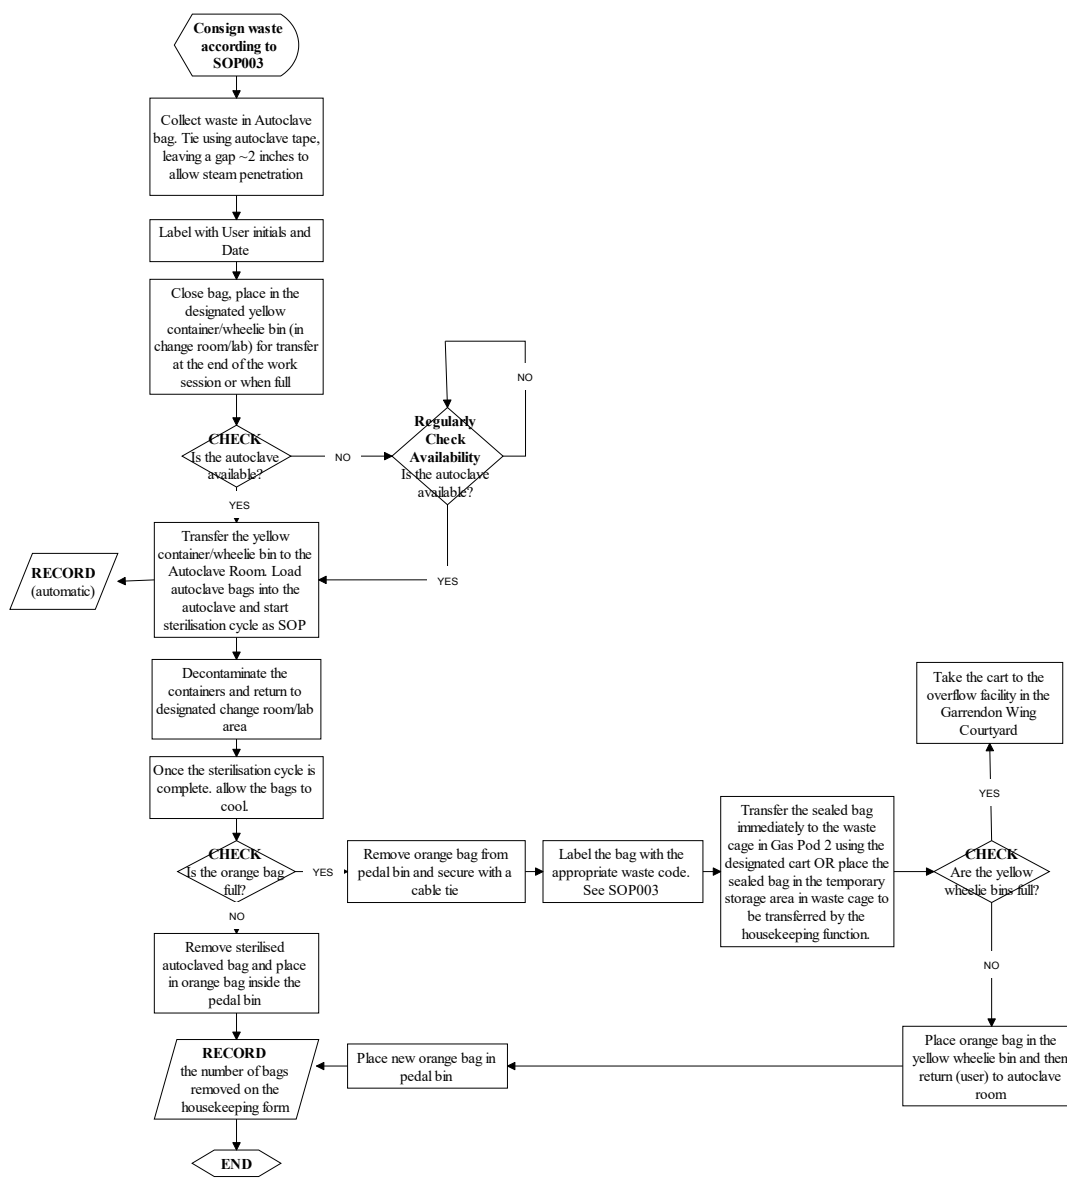 Consign waste
according to
SOP003
Collect waste in Autoclave
bag. Tie using autoclave tape,
leaving a gap ~2 inches to
allow steam penetration
Label with User initials and
Date
Close bag, place in the
designated yellow
container/wheelie bin (in
change room/lab) for transfer
at the end of the work
session or when full
CHECK
Is the autoclave
available?
NO
Regularly
Check
Availability
Is the autoclave
available?
NO
YES
YES
Transfer the yellow
container/wheelie bin to the
Autoclave Room. Load
autoclave bags into the
autoclave and start
sterilisation cycle as SOP
RECORD
(automatic)
Decontaminate the
containers and return to
designated change room/lab
area
Once the sterilisation cycle is
complete. allow the bags to
cool.
CHECK
Is the orange bag
full?
YES
Remove orange bag from
pedal bin and secure with a
cable tie
Label the bag with the
appropriate waste code.
See SOP003
Transfer the sealed bag
immediately to the waste
cage in Gas Pod 2 using the
designated cart OR place the
sealed bag in the temporary
storage area in waste cage to
be transferred by the
housekeeping function.
CHECK
Are the yellow
wheelie bins full?
YES
Take the cart to the
overflow facility in the
Garrendon Wing
Courtyard
NO
Place orange bag in the
yellow wheelie bin and then
return (user) to autoclave
room
Place new orange bag in
pedal bin
NO
Remove sterilised
autoclaved bag and place
in orange bag inside the
pedal bin
RECORD
the number of bags
removed on the
housekeeping form
END